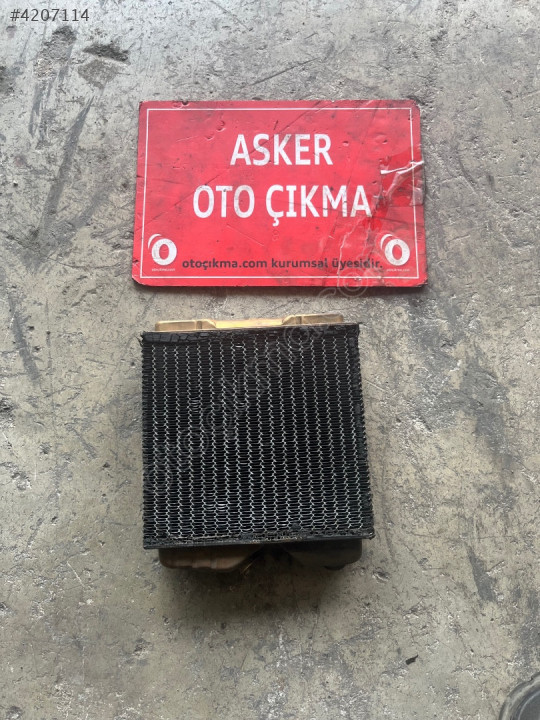 #4207114
ASKER
OTO ÇIKMA
otoçıkma.com kurumsal üyesidir.